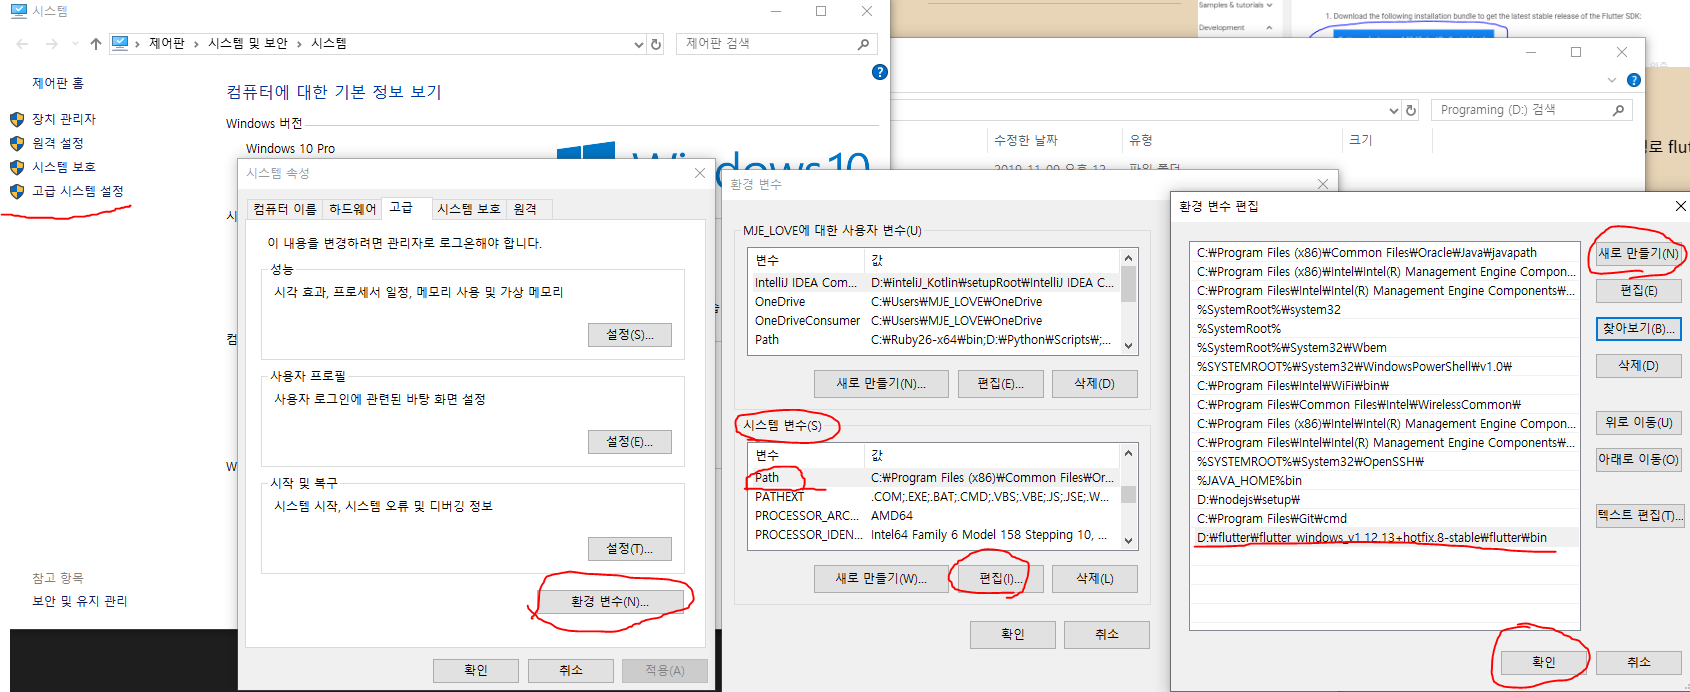 시스템
제어판 › 시스템 및 보안 › 시스템
제어판 검색
제어판 홈
장치 관리자
원격 설정
시스템 보호
고급 시스템 설정
참고 항목
보안 및 유지 관리
컴퓨터에 대한 기본 정보 보기
Windows 버전
Windows 10 Pro
시스템 속성
컴퓨터 이름
하드웨어
고급
시스템 보호
원격
이 내용을 변경하려면 관리자로 로그온해야 합니다.
성능
시각 효과, 프로세서 일정, 메모리 사용 및 가상 메모리
설정(S)...
사용자 프로필
사용자 로그인에 관련된 바탕 화면 설정
설정(E)...
시작 및 복구
시스템 시작, 시스템 오류 및 디버깅 정보
설정(T)...
환경 변수(N)...
확인
취소
적용(A)
Samples & tutorials
Development
1. Download the following installation bundle to get the latest stable release of the Flutter SDK:
Programing (D:) 검색
수정한 날짜
유형
크기
2019-11-09 오후 12
파일 폴더
로 flut
환경 변수
MJE_LOVE에 대한 사용자 변수(U)
변수 값
IntelliJ IDEA Com... D:₩inteliJ_Kotlin₩setupRoot₩IntelliJ IDEA C...
OneDrive C:₩Users₩MJE_LOVE₩OneDrive
OneDriveConsumer C:₩Users₩MJE_LOVE₩OneDrive
Path C:₩Ruby26-x64₩bin;D:₩Python₩Scripts₩;...
새로 만들기(N)...
편집(E)...
삭제(D)
시스템 변수(S)
변수 값
Path C:₩Program Files (x86)₩Common Files₩Or...
PATHEXT .COM;.EXE;.BAT;.CMD;.VBS;.VBE;.JS;.JSE;.W...
PROCESSOR_ARC... AMD64
PROCESSOR_IDEN... Intel64 Family 6 Model 158 Stepping 10, ...
새로 만들기(W)...
편집(I)...
삭제(L)
확인
취소
환경 변수 편집
C:₩Program Files (x86)₩Common Files₩Oracle₩Java₩javapath
C:₩Program Files (x86)₩Intel₩Intel(R) Management Engine Compon...
C:₩Program Files₩Intel₩Intel(R) Management Engine Components₩...
%SystemRoot%₩system32
%SystemRoot%
%SystemRoot%₩System32₩Wbem
%SYSTEMROOT%₩System32₩WindowsPowerShell₩v1.0₩
C:₩Program Files₩Intel₩WiFi₩bin₩
C:₩Program Files₩Common Files₩Intel₩WirelessCommon₩
C:₩Program Files (x86)₩Intel₩Intel(R) Management Engine Compon...
C:₩Program Files₩Intel₩Intel(R) Management Engine Components₩...
%SYSTEMROOT%₩System32₩OpenSSH₩
%JAVA_HOME%bin
D:₩nodejs₩setup₩
C:₩Program Files₩Git₩cmd
D:₩flutter₩flutter_windows_v1.12.13+hotfix.8-stable₩flutter₩bin
새로 만들기(N)
편집(E)
찾아보기(B)...
삭제(D)
위로 이동(U)
아래로 이동(O)
텍스트 편집(T)...
확인
취소